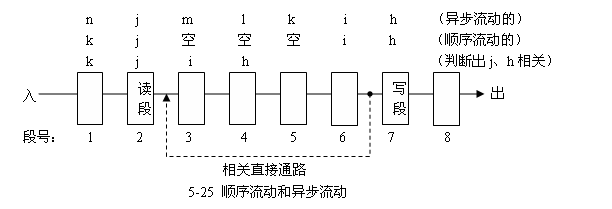 n j m l k i h （异步流动的）
k j 空 空 空 i h （顺序流动的）
k j i h （判断出 j、h 相关）
入 读段 写段 出
段号： 1 2 3 4 5 6 7 8
相关直接通路
5-25 顺序流动和异步流动